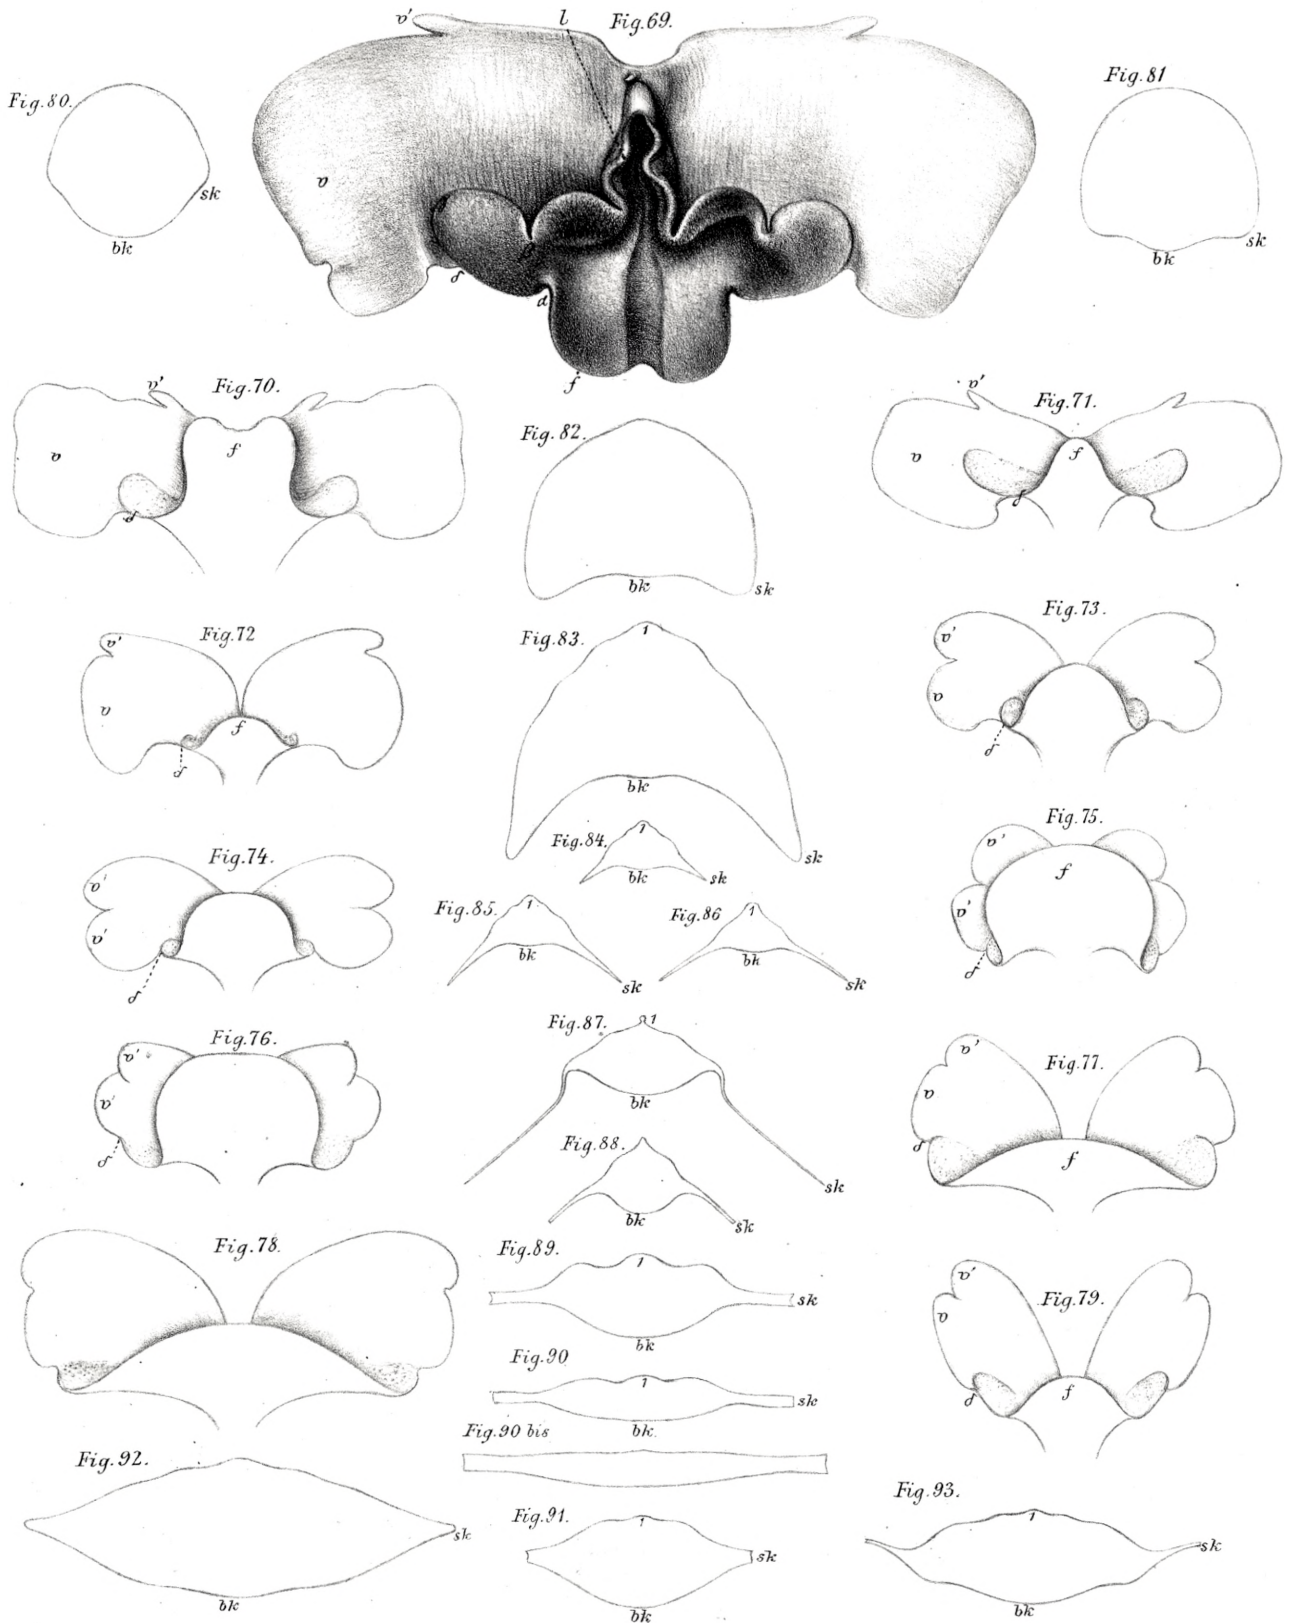 a'
l
Fig.69.
Fig.80.
sk
bk
a
δ
d
f
Fig.81
sk
bk
Fig.70.
a'
a
f
δ
Fig.82.
bk
sk
Fig.71.
a'
a
f
δ
Fig.72
a'
a
f
δ
Fig.83.
1
bk
sk
Fig.73.
a'
a
δ
Fig.74.
a'
a'
δ
Fig.84.
1
bk
sk
Fig.75.
a'
a'
f
δ
Fig.85.
1
bk
sk
Fig.86
1
bk
sk
Fig.76.
a'
a'
δ
Fig.87.
1
bk
sk
Fig.77.
a'
a
δ
f
Fig.88.
bk
sk
Fig.78.
Fig.89.
1
sk
bk
Fig.79.
a'
a
δ
f
Fig.90
1
sk
bk.
Fig.90 bis
Fig.92.
sk
bk
Fig.91.
1
sk
bk
Fig.93.
1
sk
bk